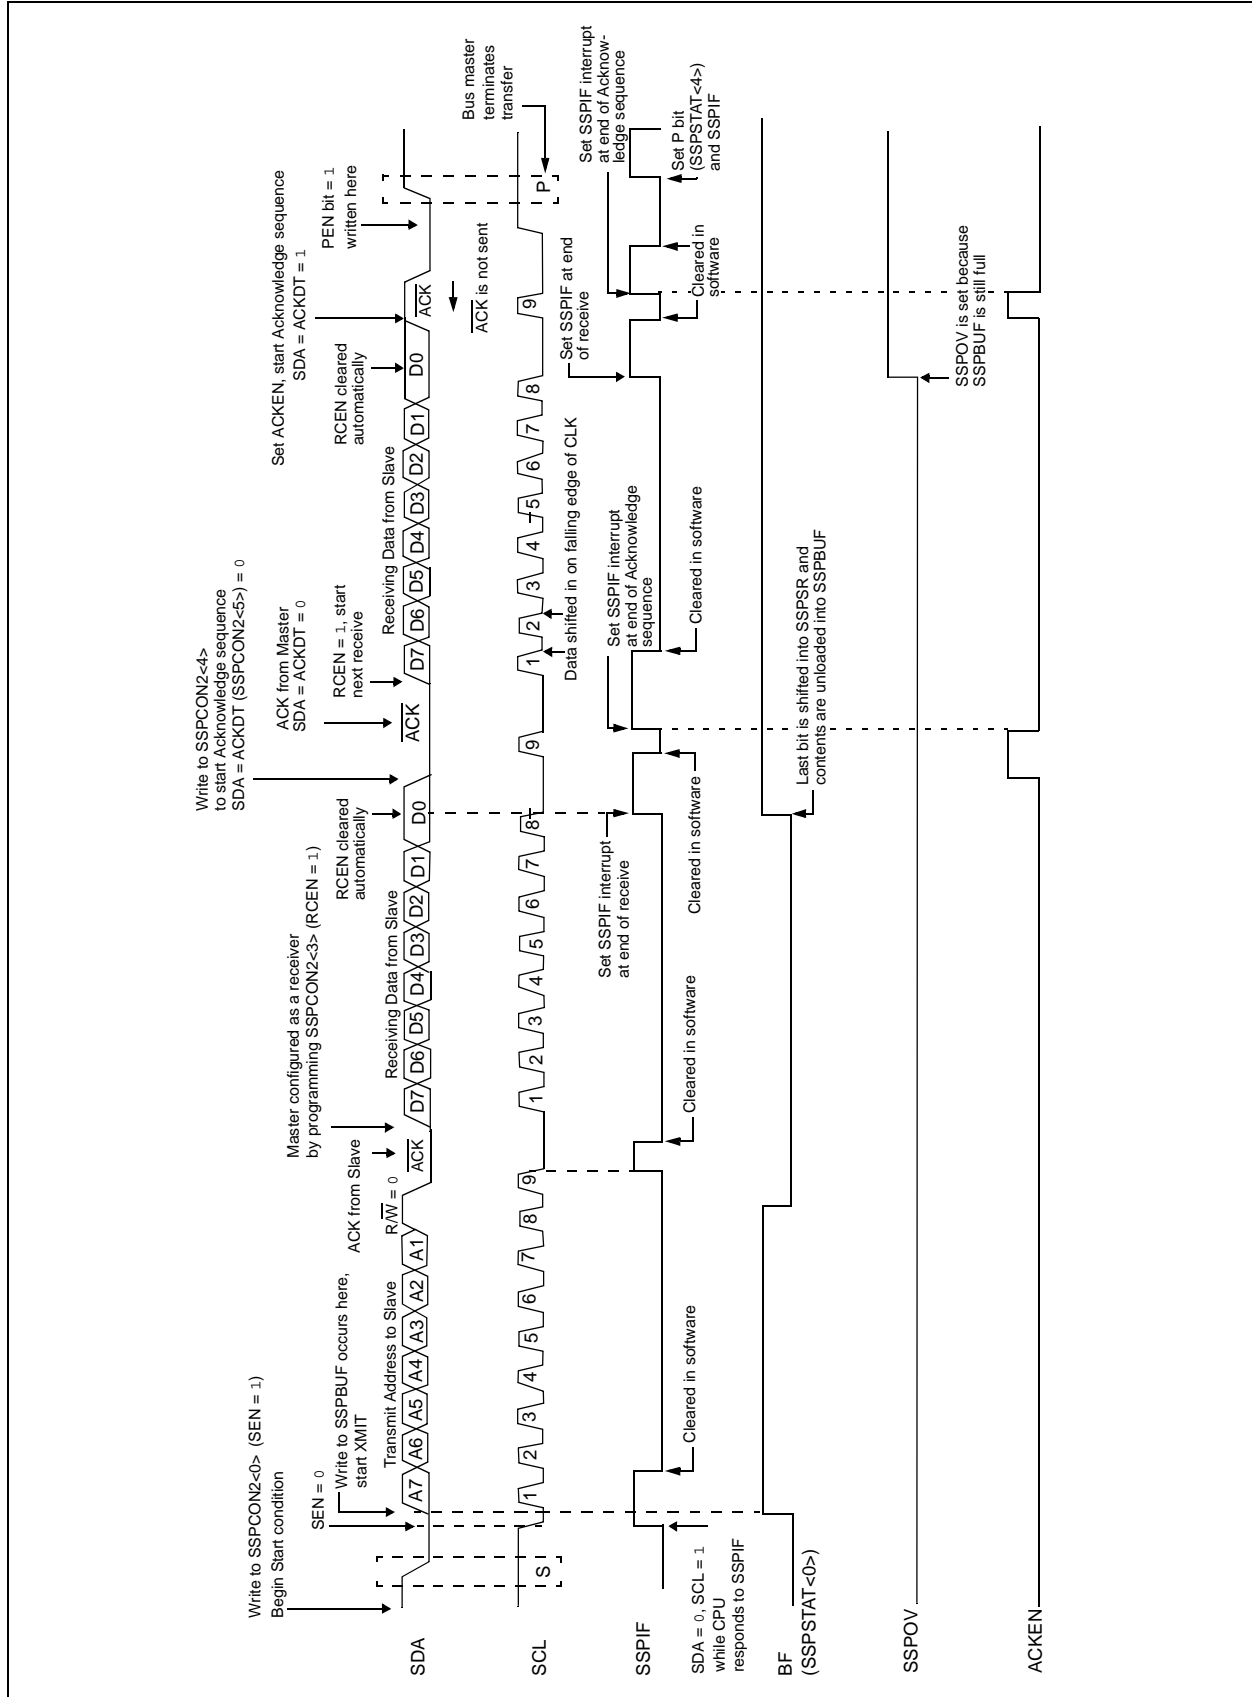 Write to SSPCON2<0> (SEN = 1)
Begin Start condition
SEN = 0
Write to SSPBUF occurs here,
start XMIT
Transmit Address to Slave
ACK from Slave
R/W = 0
Master configured as a receiver
by programming SSPCON2<3> (RCEN = 1)
Receiving Data from Slave
RCEN cleared
automatically
Write to SSPCON2<4>
to start Acknowledge sequence
SDA = ACKDT (SSPCON2<5>) = 0
ACK from Master
SDA = ACKDT = 0
RCEN = 1, start
next receive
Receiving Data from Slave
RCEN cleared
automatically
Set ACKEN, start Acknowledge sequence
SDA = ACKDT = 1
PEN bit = 1
written here
SDA
A7 A6 A5 A4 A3 A2 A1
ACK
D7 D6 D5 D4 D3 D2 D1 D0
ACK
D7 D6 D5 D4 D3 D2 D1 D0
ACK
ACK is not sent
Bus master
terminates
transfer
SCL
S
1 2 3 4 5 6 7 8 9
1 2 3 4 5 6 7 8 9
1 2 3 4 5 6 7 8 9
P
Data shifted in on falling edge of CLK
Set SSPIF interrupt
at end of receive
Set SSPIF interrupt
at end of Acknowledge
sequence
Set SSPIF at end
of receive
Set SSPIF interrupt
at end of Acknow-
ledge sequence
SSPIF
SDA = 0, SCL = 1
while CPU
responds to SSPIF
Cleared in software
Cleared in software
Cleared in software
Cleared in software
Cleared in
software
Set P bit
(SSPSTAT<4>)
and SSPIF
BF
(SSPSTAT<0>)
Last bit is shifted into SSPSR and
contents are unloaded into SSPBUF
SSPOV
SSPOV is set because
SSPBUF is still full
ACKEN